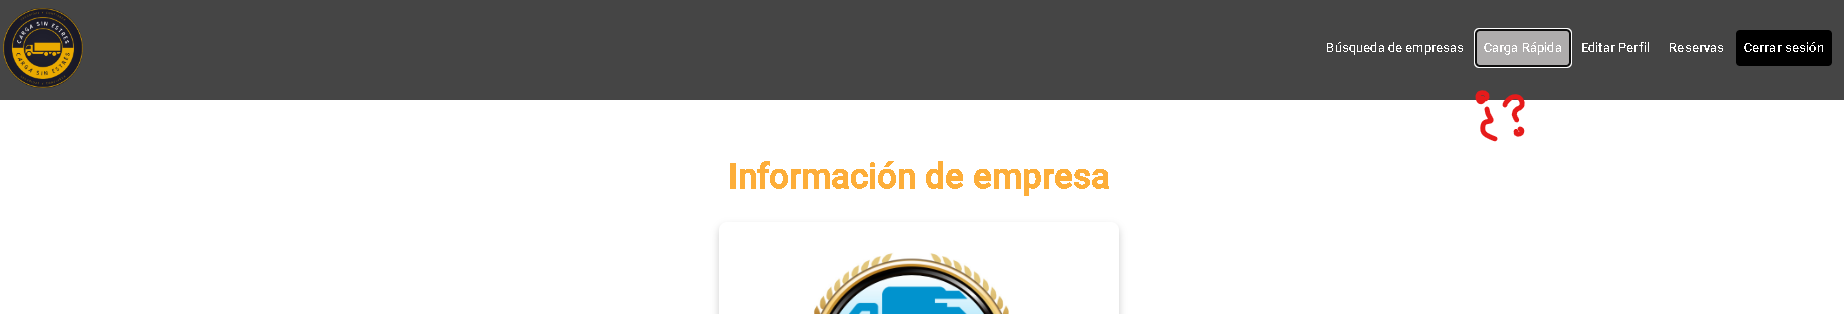 CARGA SIN ESTRÉS
CARGA SIN ESTRÉS
Búsqueda de empresas Carga Rápida Editar Perfil Reservas Cerrar sesión
¿?
Información de empresa